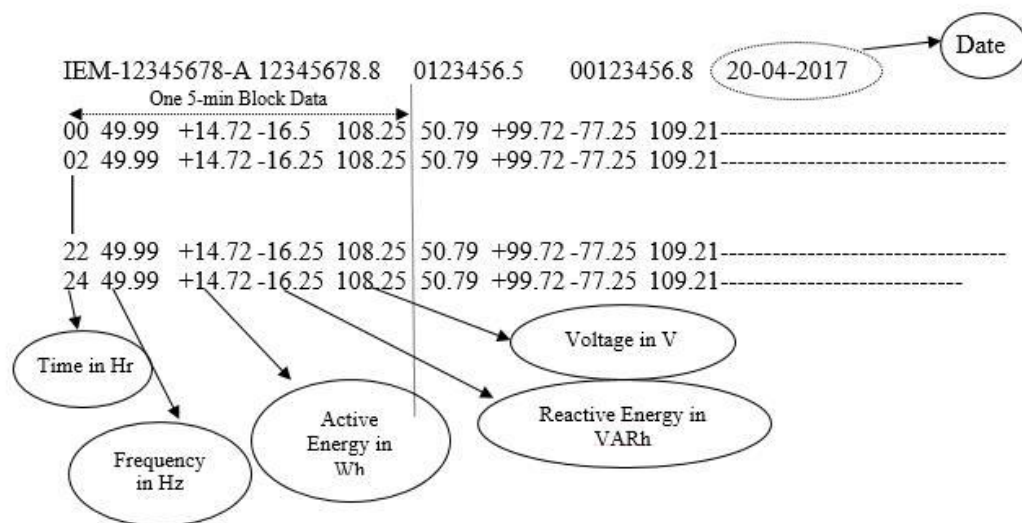 Date
IEM-12345678-A 12345678.8 0123456.5 00123456.8 20-04-2017
One 5-min Block Data
00 49.99 +14.72 -16.5 108.25 50.79 +99.72 -77.25 109.21--------------------------------
02 49.99 +14.72 -16.25 108.25 50.79 +99.72 -77.25 109.21--------------------------------
22 49.99 +14.72 -16.25 108.25 50.79 +99.72 -77.25 109.21--------------------------------
24 49.99 +14.72 -16.25 108.25 50.79 +99.72 -77.25 109.21---------------------------
Voltage in V
Time in Hr
Reactive Energy in
VARh
Active
Energy in
Wh
Frequency
in Hz